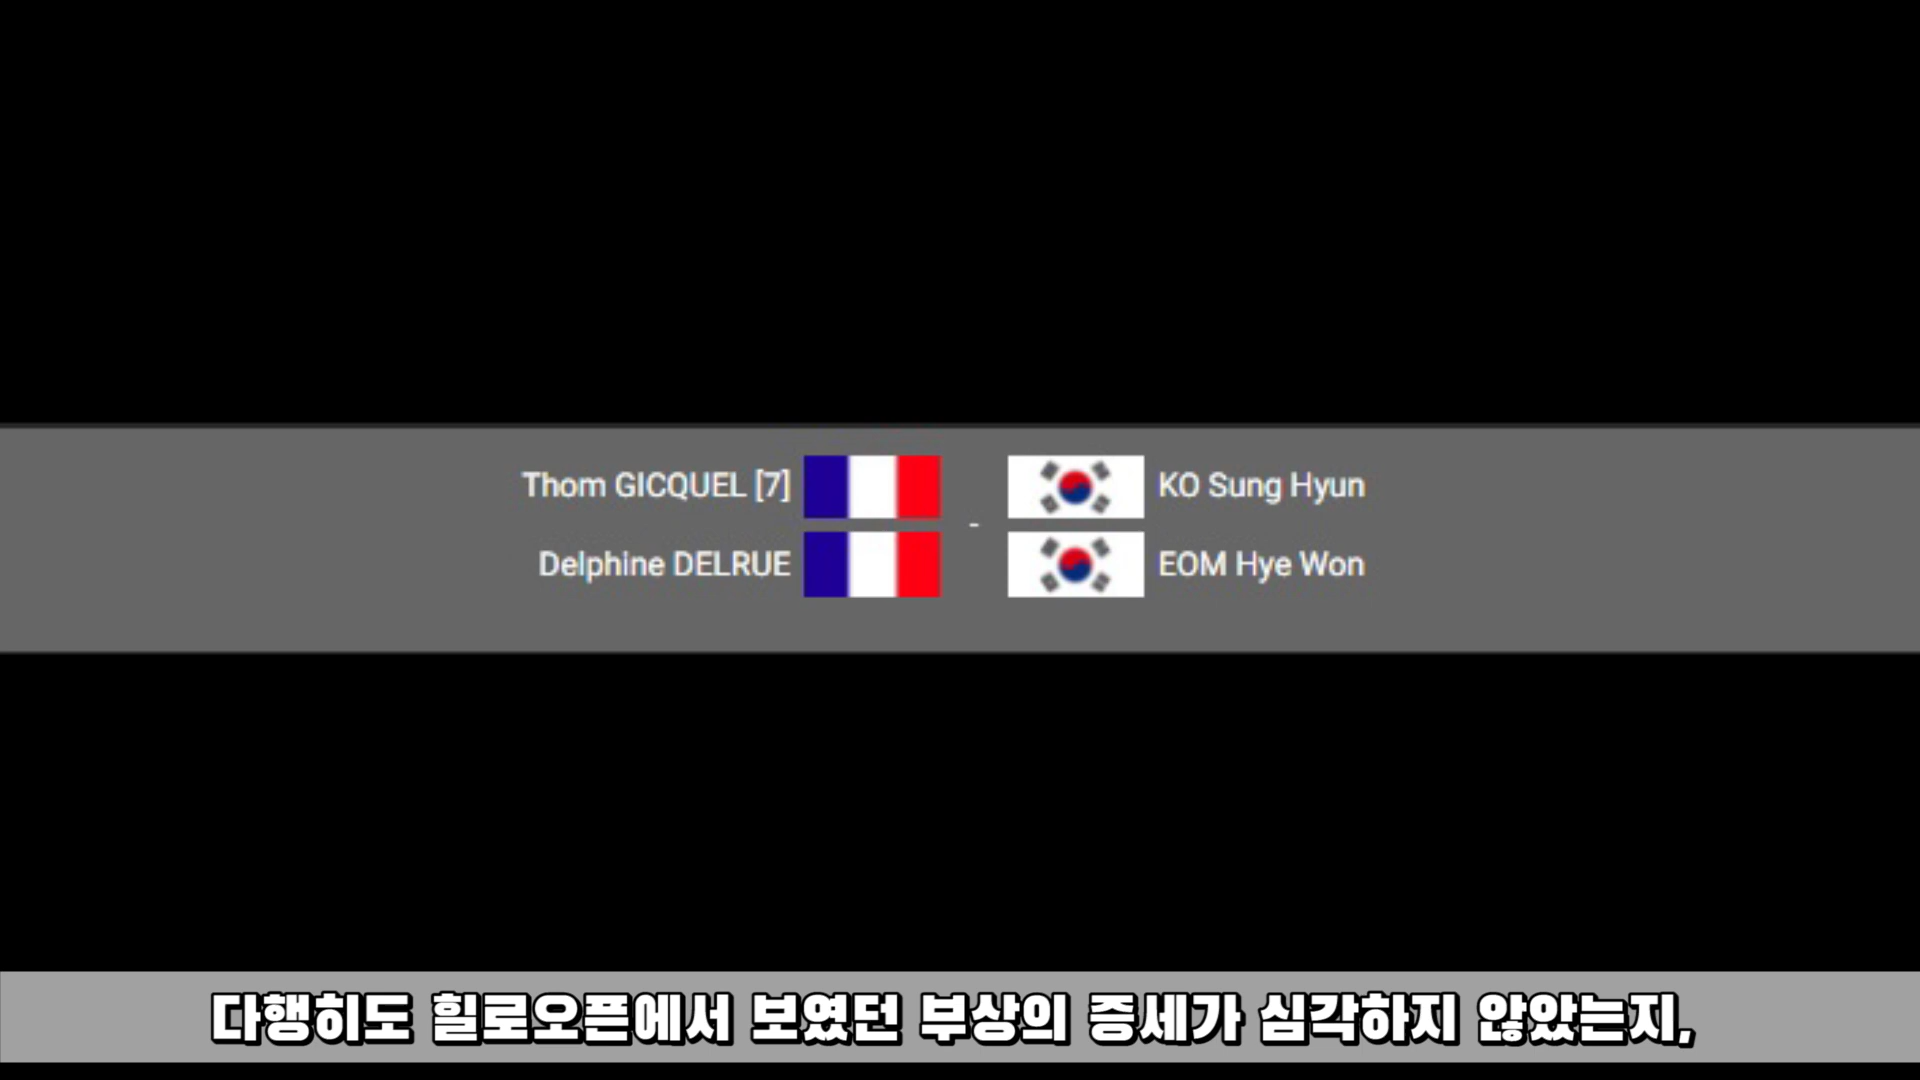 Thom GICQUEL [7] - KO Sung Hyun
Delphine DELRUE EOM Hye Won
다행히도 힐로오픈에서 보였던 부상의 증세가 심각하지 않았는지,